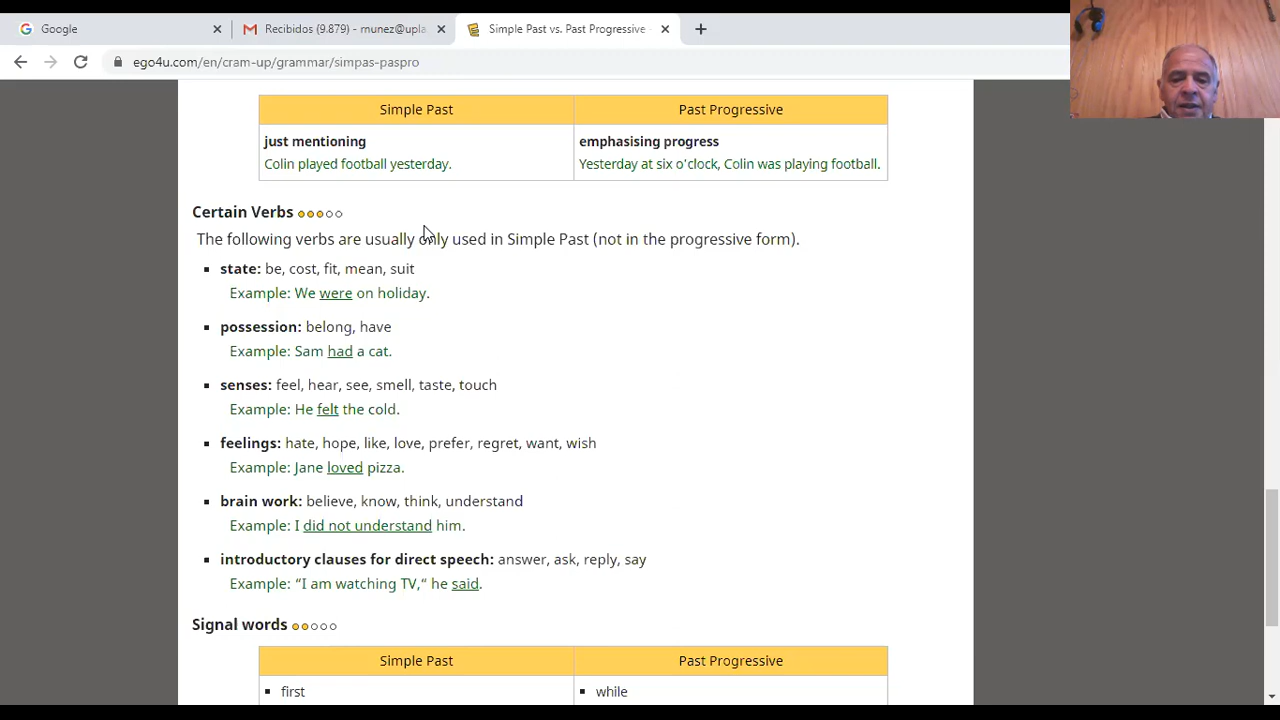 Google
Recibidos (9.879) - munez@upla
Simple Past vs. Past Progressive -
ego4u.com/en/cram-up/grammar/simpas-paspro
Simple Past
Past Progressive
just mentioning
Colin played football yesterday.
emphasising progress
Yesterday at six o'clock, Colin was playing football.
Certain Verbs
The following verbs are usually only used in Simple Past (not in the progressive form).
state: be, cost, fit, mean, suit
Example: We were on holiday.
possession: belong, have
Example: Sam had a cat.
senses: feel, hear, see, smell, taste, touch
Example: He felt the cold.
feelings: hate, hope, like, love, prefer, regret, want, wish
Example: Jane loved pizza.
brain work: believe, know, think, understand
Example: I did not understand him.
introductory clauses for direct speech: answer, ask, reply, say
Example: “I am watching TV,“ he said.
Signal words
Simple Past
Past Progressive
first
while